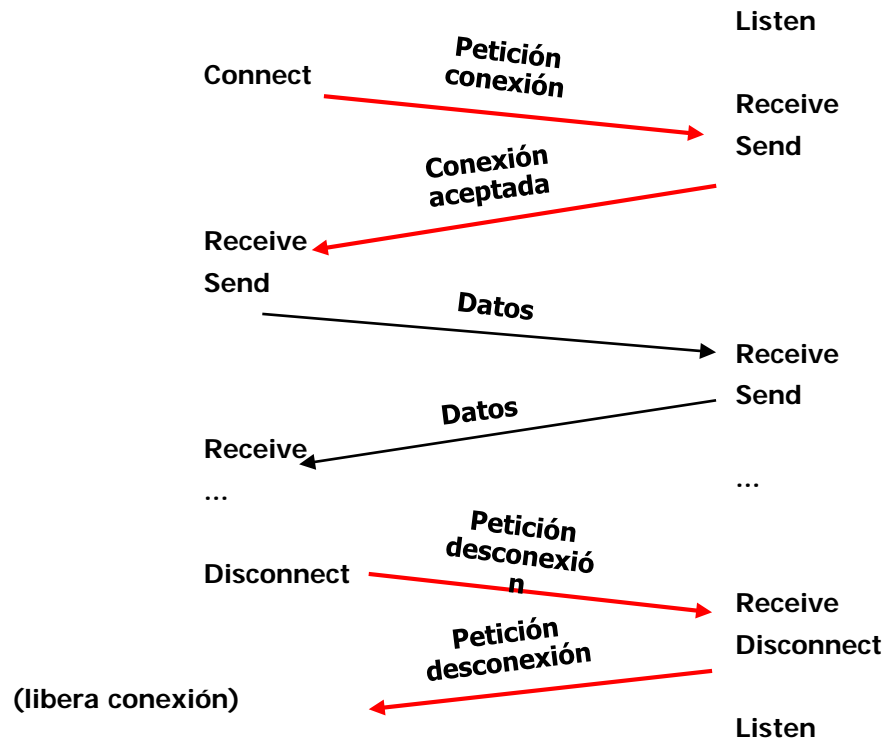 Listen
Petición
conexión
Connect
Receive
Send
Conexión
aceptada
Receive
Send
Datos
Receive
Send
Datos
Receive
...
...
Petición
desconexió
n
Disconnect
Receive
Petición
desconexión
Disconnect
(libera conexión)
Listen